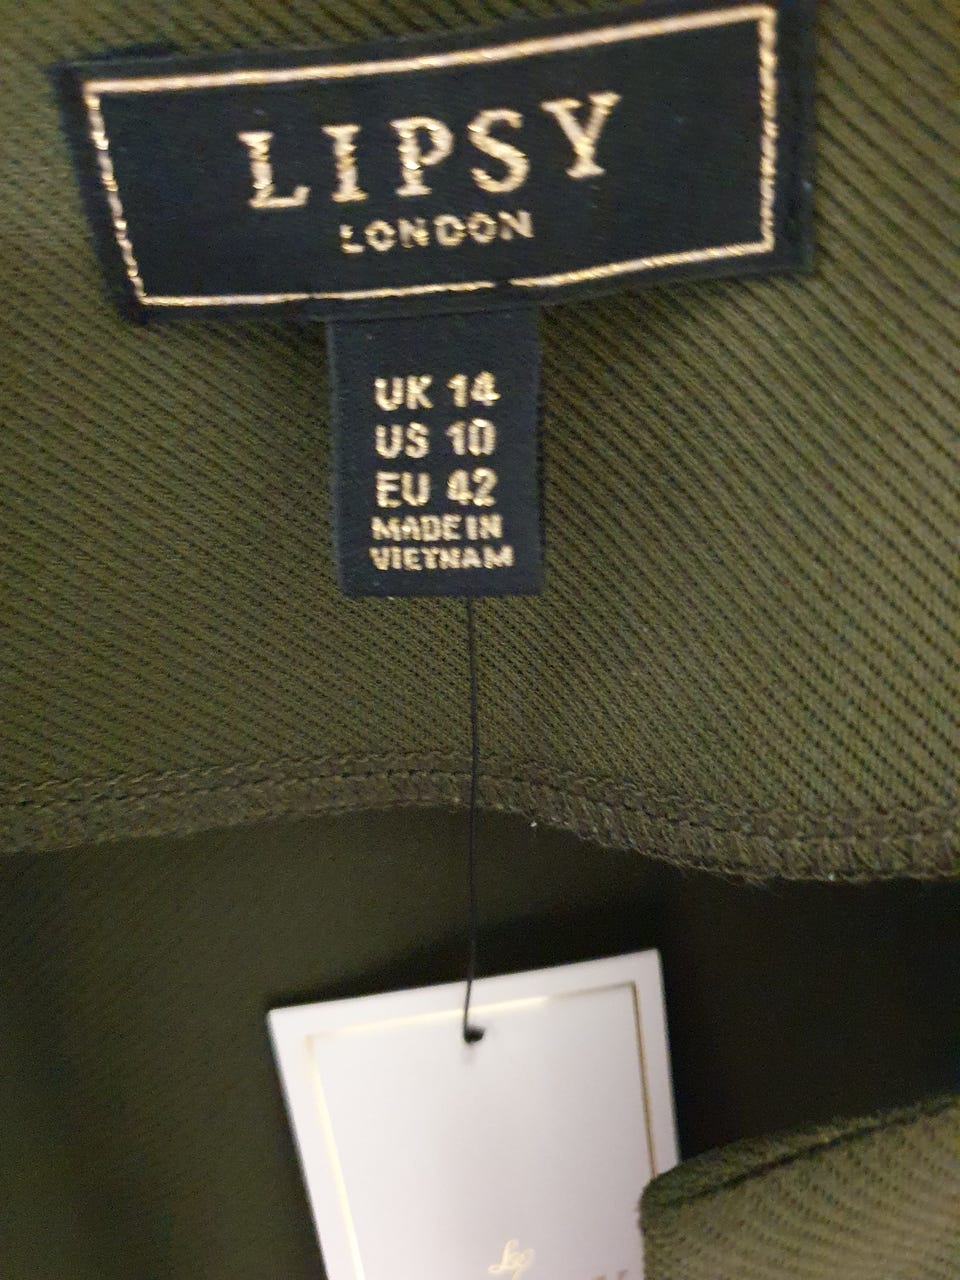 LIPSY
LONDON
UK 14
US 10
EU 42
MADE IN
VIETNAM